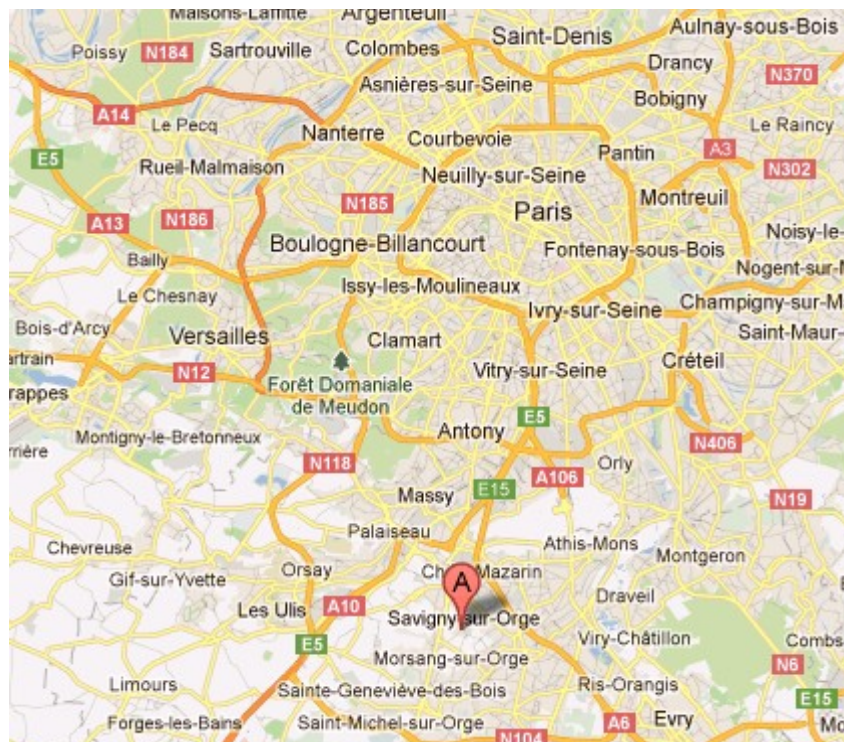 Maisons-Laffitte
Argenteuil
Aulnay-sous-Bois
Poissy
N184
Sartrouville
Colombes
Saint-Denis
Drancy
N370
Asnières-sur-Seine
Bobigny
A14
Le Pecq
Nanterre
Courbevoie
Le Raincy
E5
Rueil-Malmaison
Pantin
A3
N302
Neuilly-sur-Seine
N185
Montreuil
A13
N186
Paris
Noisy-le-
Boulogne-Billancourt
Fontenay-sous-Bois
Bailly
Nogent-sur-M
Issy-les-Moulineaux
Le Chesnay
Ivry-sur-Seine
Champigny-sur-M
Bois-d'Arcy
Versailles
Clamart
Saint-Maur-
artrain
N12
Vitry-sur-Seine
Créteil
rappes
Forêt Domaniale
de Meudon
E5
Montigny-le-Bretonneux
Antony
N406
rrière
N118
A106
Orly
E15
Massy
N19
Palaiseau
Chevreuse
Athis-Mons
Montgeron
Gif-sur-Yvette
Orsay
Mazarin
A
Draveil
Les Ulis
A10
Savigny-sur-Orge
E5
Viry-Châtillon
Combs
Morsang-sur-Orge
N6
Limours
Sainte-Geneviève-des-Bois
Ris-Orangis
E15
Forges-les-Bains
Saint-Michel-sur-Orge
A6
Evry
Mo
N104